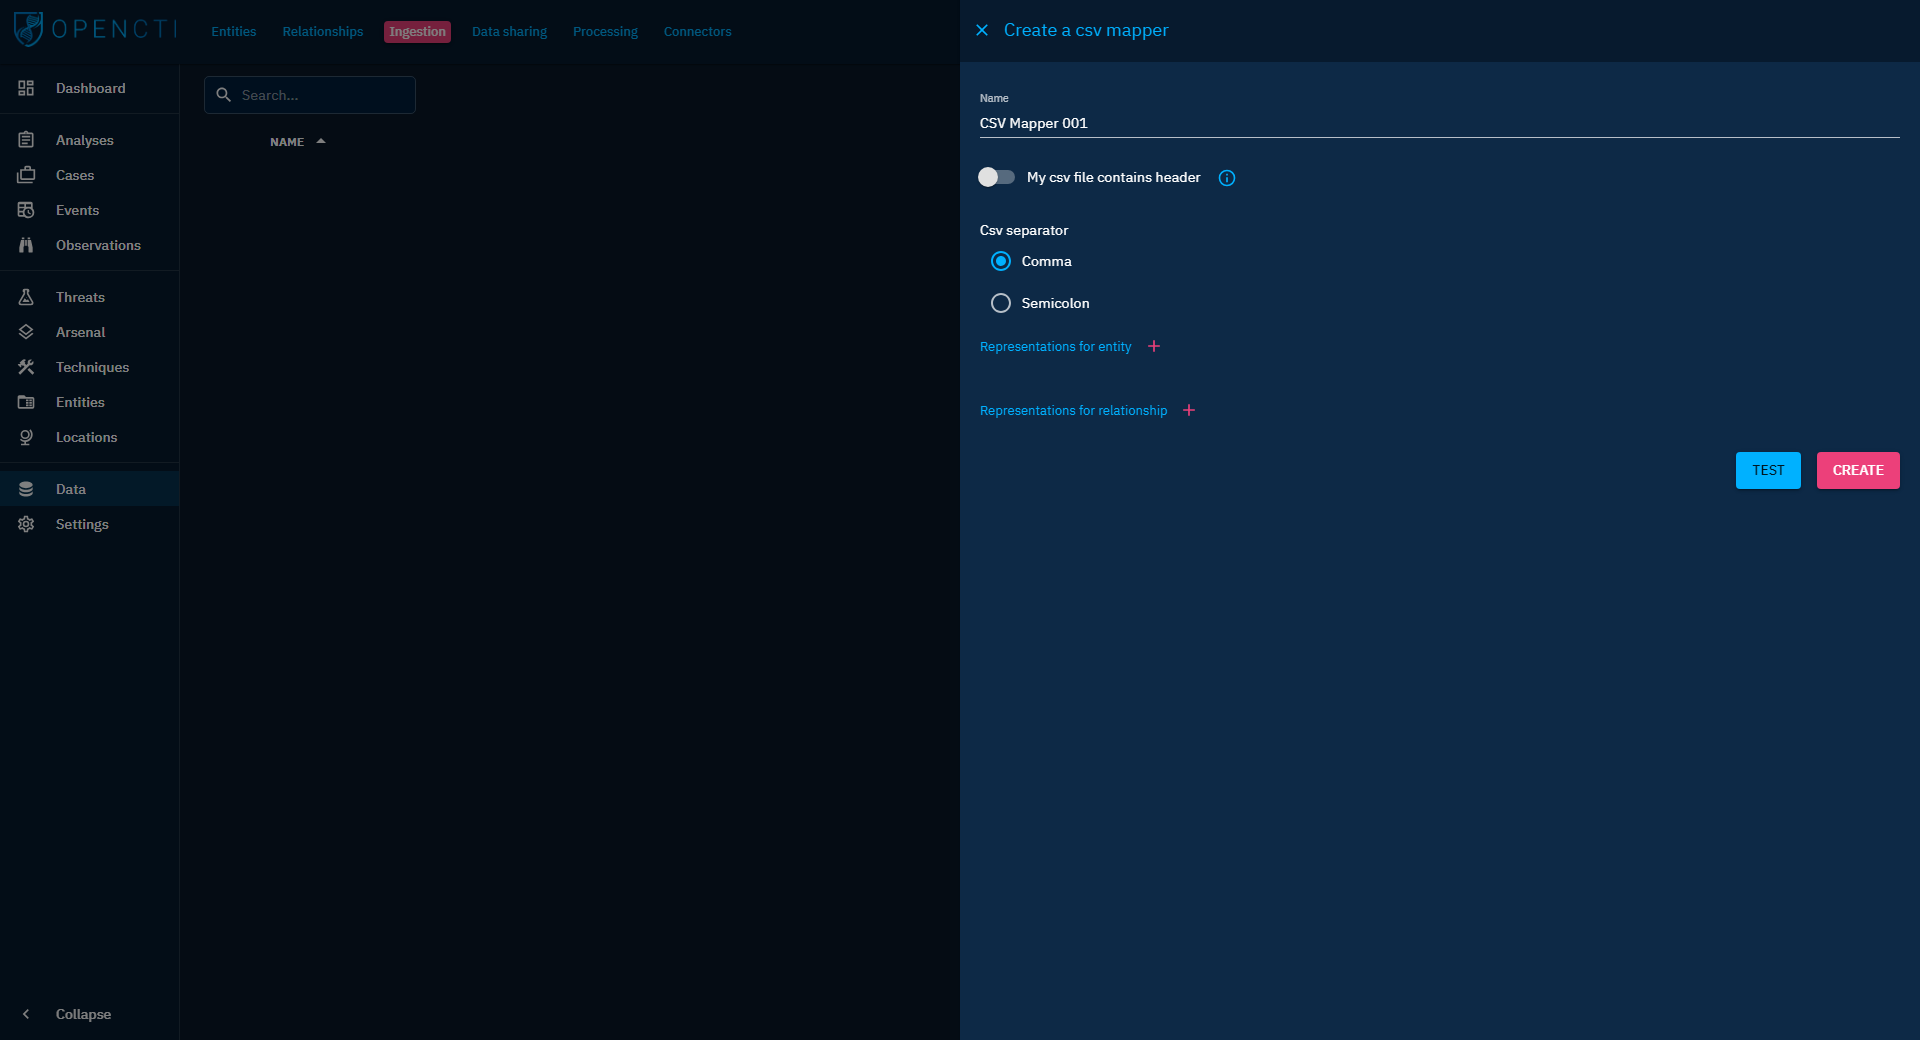 OPENCTI
Entities
Relationships
Ingestion
Data sharing
Processing
Connectors
Dashboard
Analyses
Cases
Events
Observations
Threats
Arsenal
Techniques
Entities
Locations
Data
Settings
Collapse
Search...
NAME
Create a csv mapper
Name
CSV Mapper 001
My csv file contains header
Csv separator
Comma
Semicolon
Representations for entity
Representations for relationship
TEST
CREATE